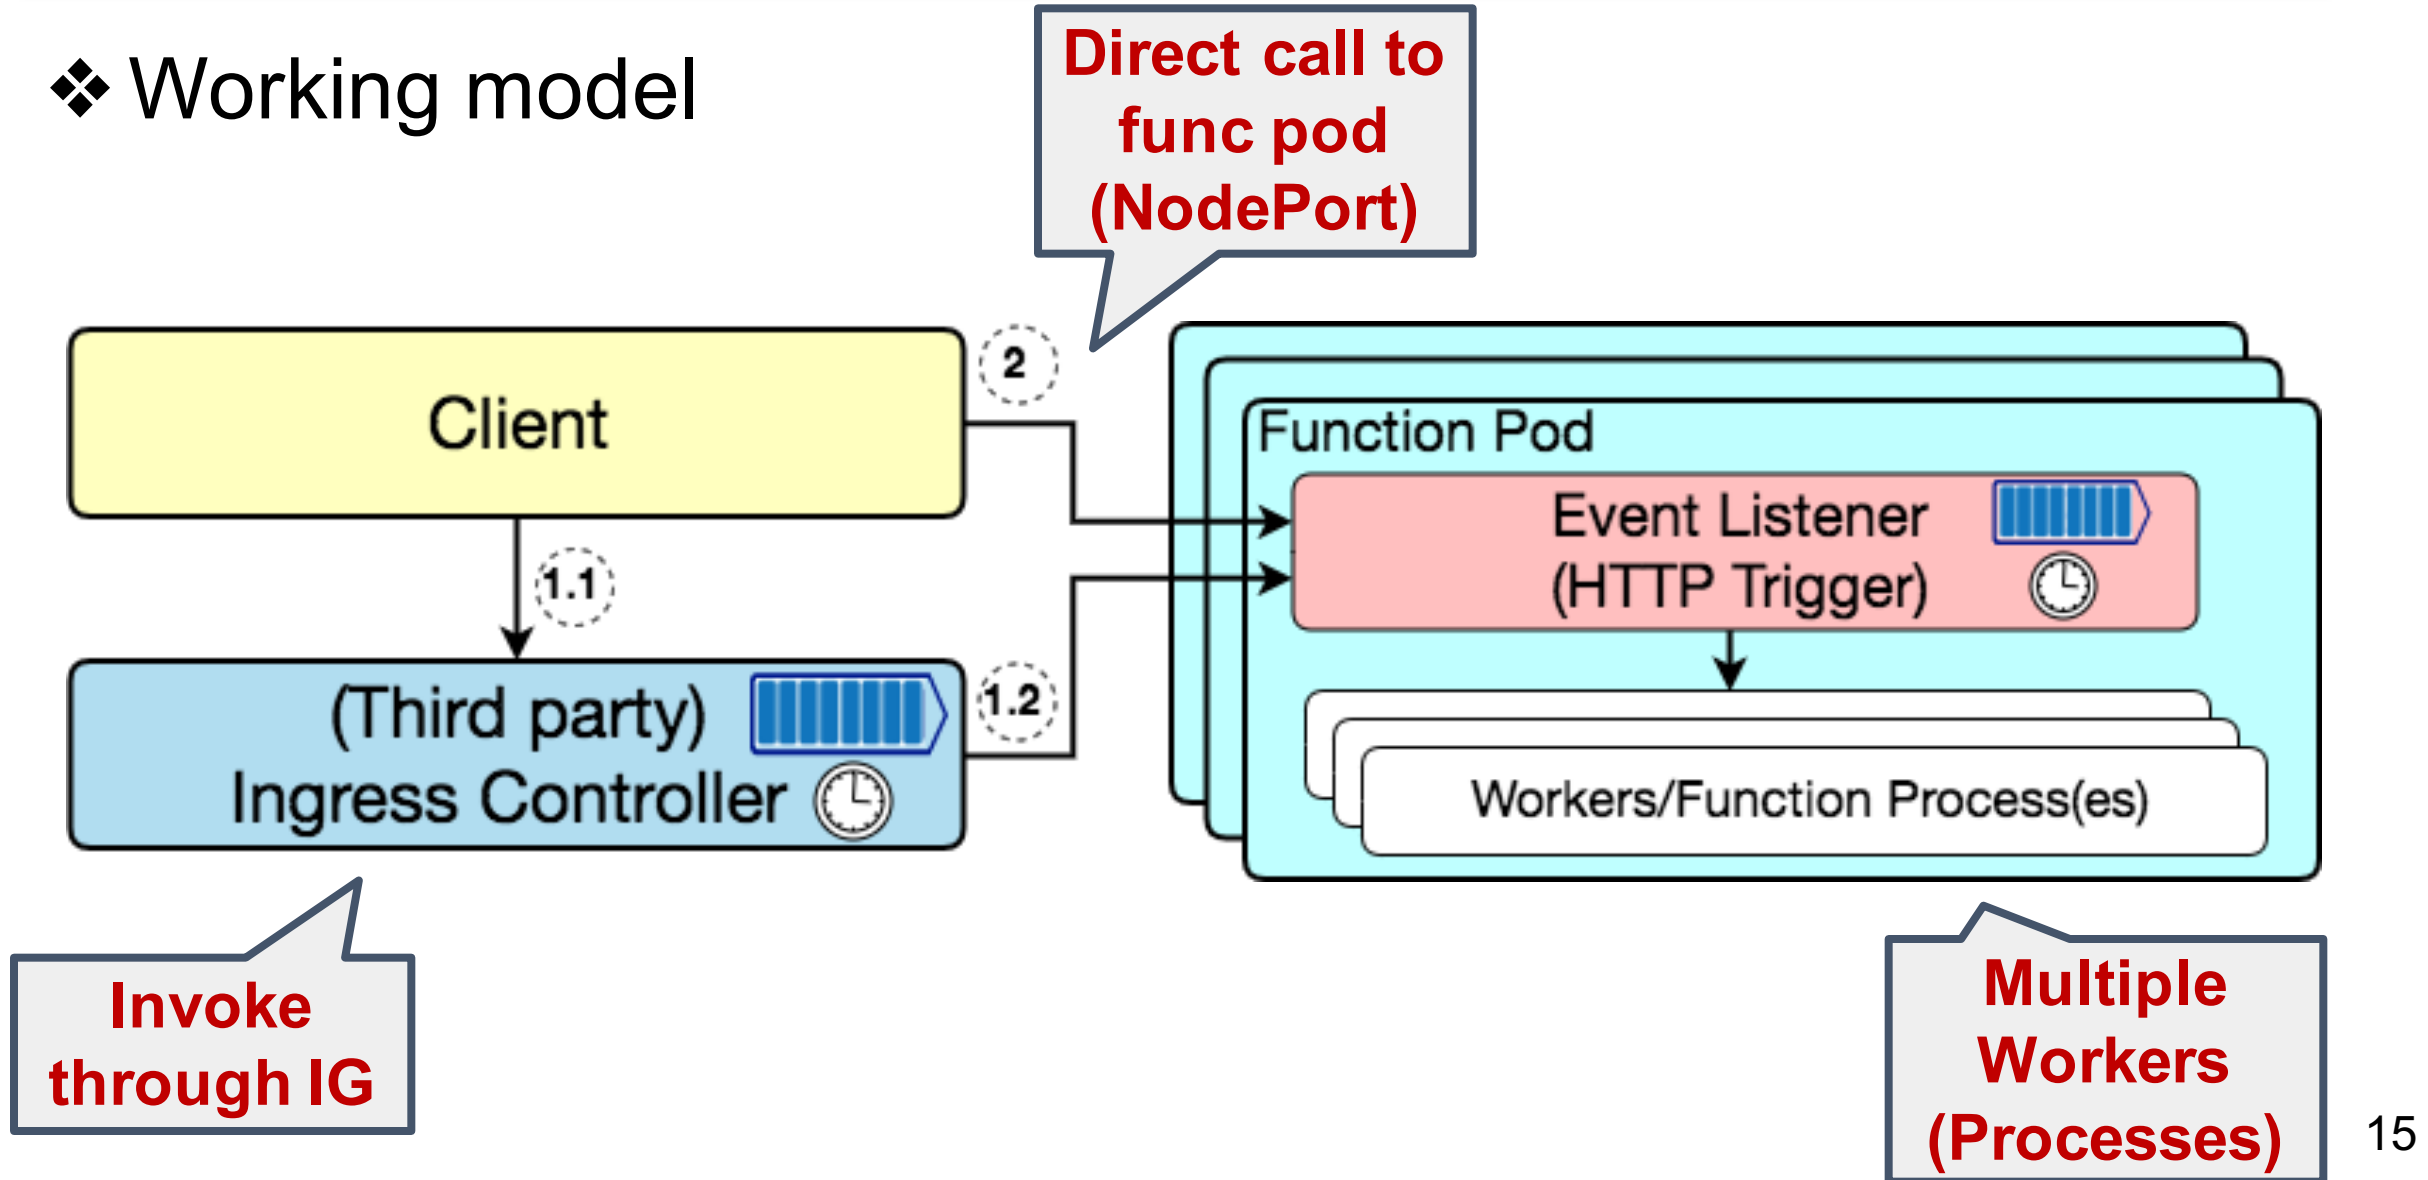 ❖ Working model
Direct call to
func pod
(NodePort)
Client
2
1.1
(Third party)
Ingress Controller
1.2
Function Pod
Event Listener
(HTTP Trigger)
Workers/Function Process(es)
Invoke
through IG
Multiple
Workers
(Processes)
15